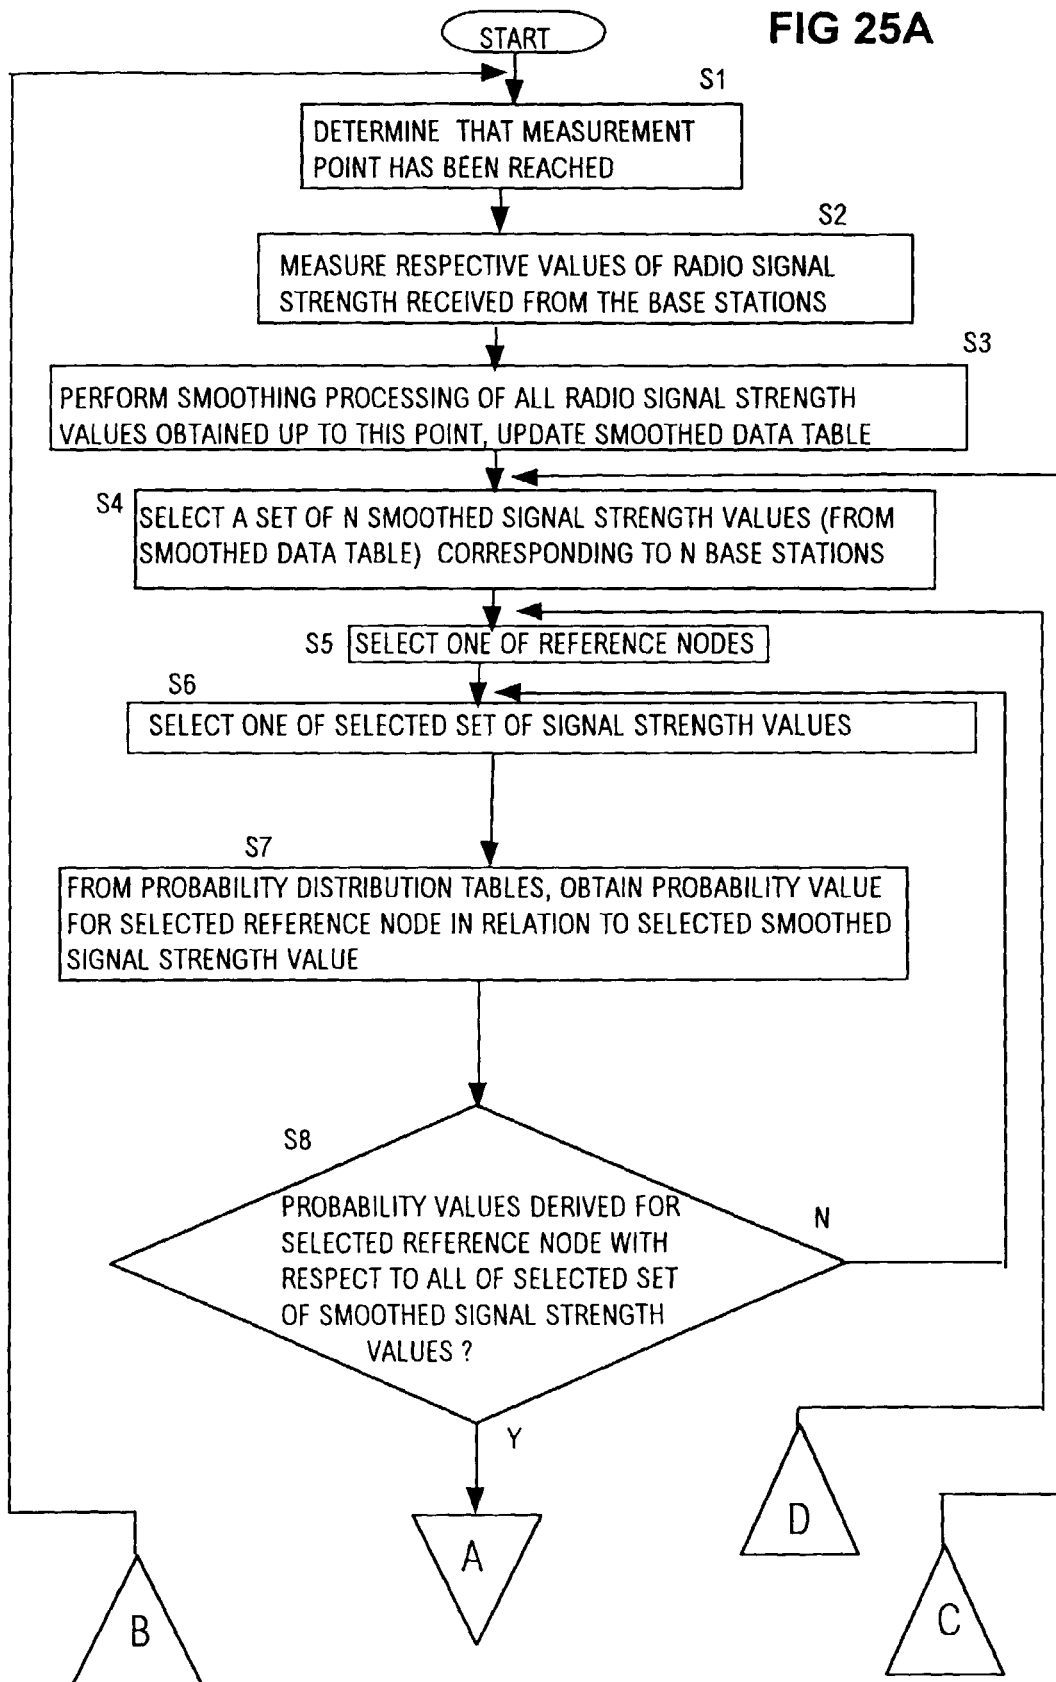 FIG 25A
START
S1
DETERMINE THAT MEASUREMENT
POINT HAS BEEN REACHED
S2
MEASURE RESPECTIVE VALUES OF RADIO SIGNAL
STRENGTH RECEIVED FROM THE BASE STATIONS
S3
PERFORM SMOOTHING PROCESSING OF ALL RADIO SIGNAL STRENGTH
VALUES OBTAINED UP TO THIS POINT, UPDATE SMOOTHED DATA TABLE
S4
SELECT A SET OF N SMOOTHED SIGNAL STRENGTH VALUES (FROM
SMOOTHED DATA TABLE) CORRESPONDING TO N BASE STATIONS
S5
SELECT ONE OF REFERENCE NODES
S6
SELECT ONE OF SELECTED SET OF SIGNAL STRENGTH VALUES
S7
FROM PROBABILITY DISTRIBUTION TABLES, OBTAIN PROBABILITY VALUE
FOR SELECTED REFERENCE NODE IN RELATION TO SELECTED SMOOTHED
SIGNAL STRENGTH VALUE
S8
PROBABILITY VALUES DERIVED FOR
SELECTED REFERENCE NODE WITH
RESPECT TO ALL OF SELECTED SET
OF SMOOTHED SIGNAL STRENGTH
VALUES ?
N
Y
A
D
B
C